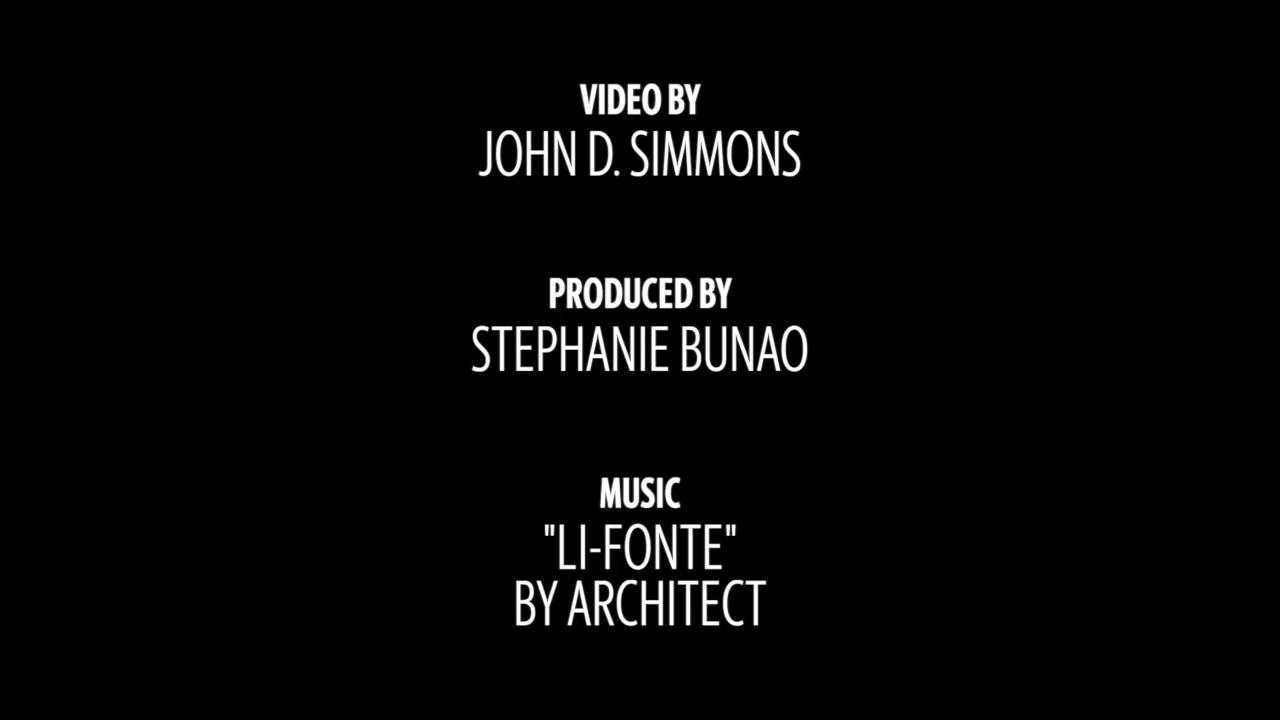 VIDEO BY
JOHN D. SIMMONS
PRODUCED BY
STEPHANIE BUNAO
MUSIC
"LI-FONTE"
BY ARCHITECT